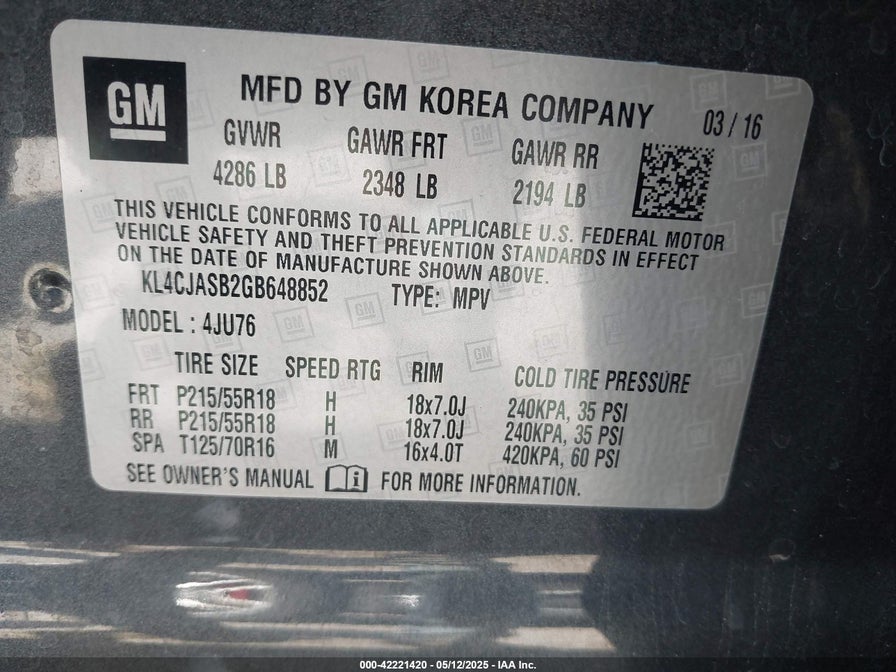 GM
MFD BY GM KOREA COMPANY 03 / 16
GVWR GAWR FRT GAWR RR
4286 LB 2348 LB 2194 LB
THIS VEHICLE CONFORMS TO ALL APPLICABLE U.S. FEDERAL MOTOR
VEHICLE SAFETY AND THEFT PREVENTION STANDARDS IN EFFECT
ON THE DATE OF MANUFACTURE SHOWN ABOVE.
KL4CJASB2GB648852 TYPE: MPV
MODEL : 4JU76
TIRE SIZE SPEED RTG RIM COLD TIRE PRESSURE
FRT P215/55R18 H 18x7.0J 240KPA, 35 PSI
RR P215/55R18 H 18x7.0J 240KPA, 35 PSI
SPA T125/70R16 M 16x4.0T 420KPA, 60 PSI
SEE OWNER'S MANUAL i FOR MORE INFORMATION.
000-42221420 - 05/12/2025 - IAA Inc.